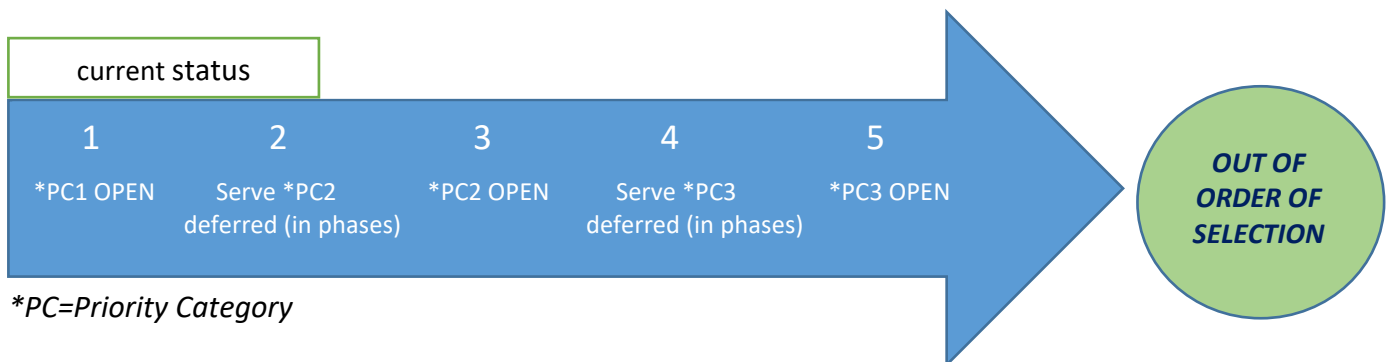 current status
1 2 3 4 5
*PC1 OPEN Serve *PC2 *PC2 OPEN Serve *PC3 *PC3 OPEN
deferred (in phases) deferred (in phases)
OUT OF
ORDER OF
SELECTION
*PC=Priority Category